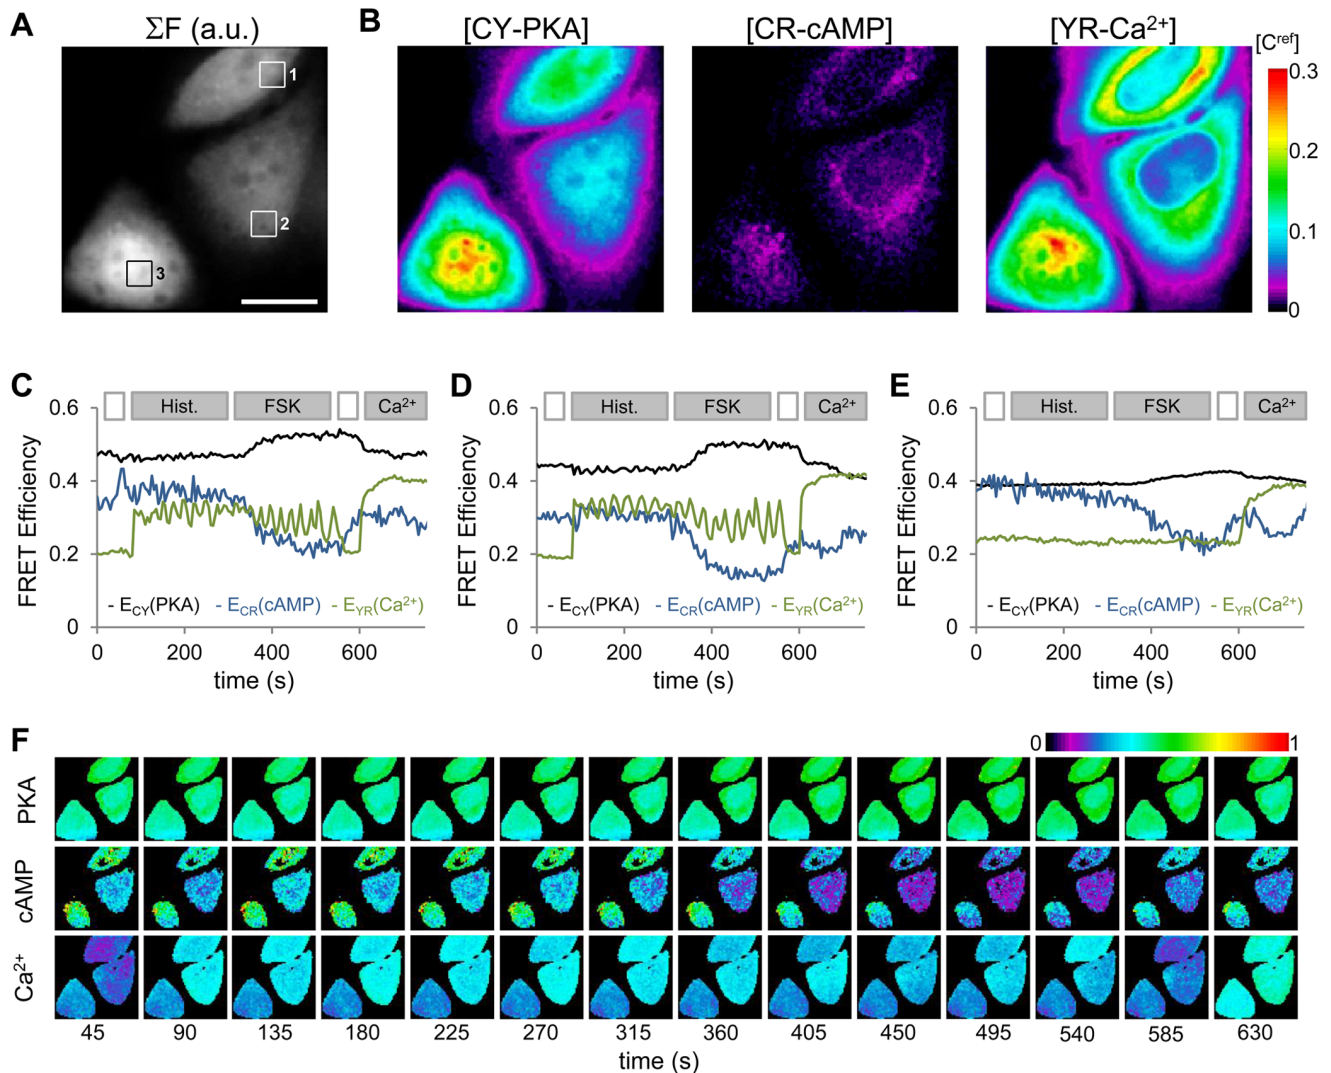 A ΣF (a.u.) B [CY-PKA] [CR-cAMP] [YR-Ca²⁺] [Cʳᵉᶠ]
1
2
3
0.3
0.2
0.1
0
C D E
Hist. FSK Ca²⁺
Hist. FSK Ca²⁺
Hist. FSK Ca²⁺
FRET Efficiency
0.6
0.4
0.2
0
- E_CY(PKA) - E_CR(cAMP) - E_YR(Ca²⁺)
0 200 400 600
time (s)
FRET Efficiency
0.6
0.4
0.2
0
- E_CY(PKA) - E_CR(cAMP) - E_YR(Ca²⁺)
0 200 400 600
time (s)
FRET Efficiency
0.6
0.4
0.2
0
- E_CY(PKA) - E_CR(cAMP) - E_YR(Ca²⁺)
0 200 400 600
time (s)
F
0 1
PKA
cAMP
Ca²⁺
45 90 135 180 225 270 315 360 405 450 495 540 585 630
time (s)